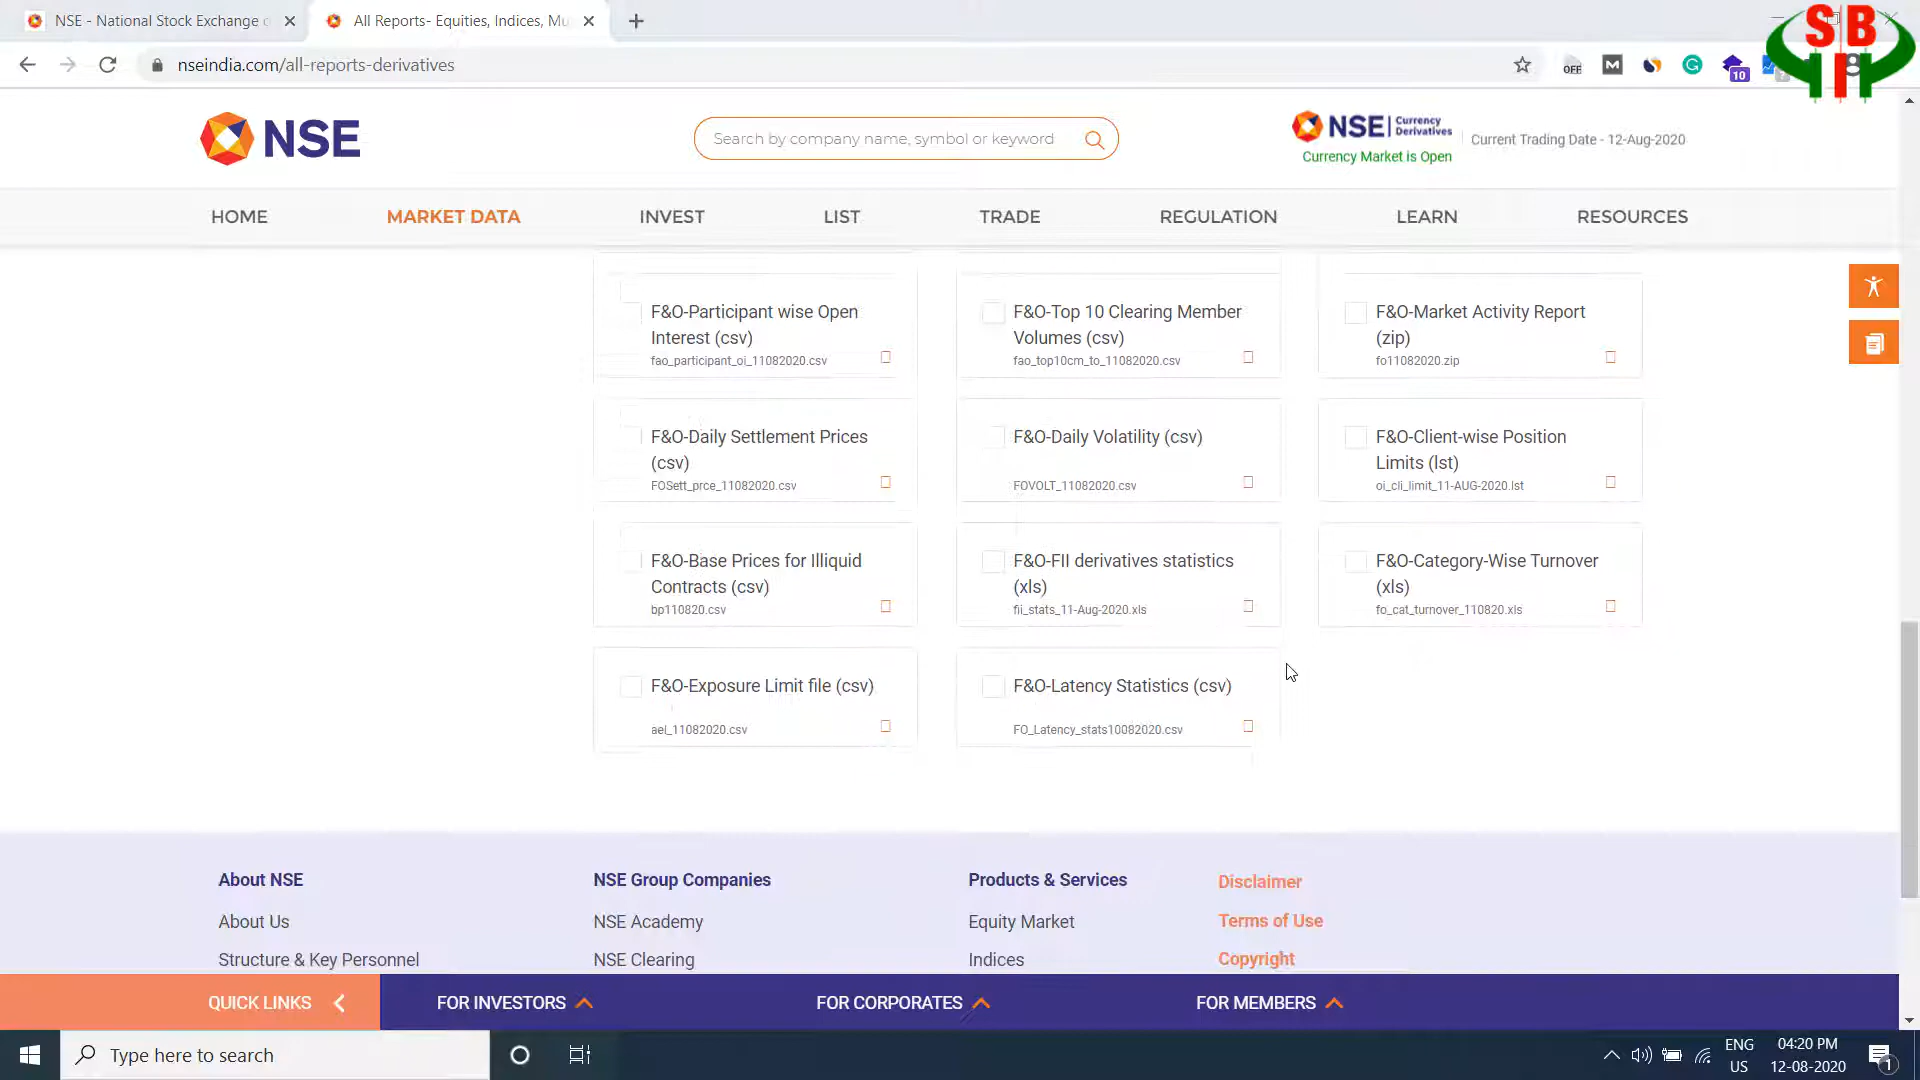 NSE - National Stock Exchange o
All Reports- Equities, Indices, Mu
nseindia.com/all-reports-derivatives
OFF
M
10
SBI
NSE
Search by company name, symbol or keyword
NSE Currency Derivatives
Currency Market is Open
Current Trading Date - 12-Aug-2020
HOME
MARKET DATA
INVEST
LIST
TRADE
REGULATION
LEARN
RESOURCES
F&O-Participant wise Open
Interest (csv)
fao_participant_oi_11082020.csv
F&O-Top 10 Clearing Member
Volumes (csv)
fao_top10cm_to_11082020.csv
F&O-Market Activity Report
(zip)
fo11082020.zip
F&O-Daily Settlement Prices
(csv)
FOSett_prce_11082020.csv
F&O-Daily Volatility (csv)
FOVOLT_11082020.csv
F&O-Client-wise Position
Limits (lst)
oi_cli_limit_11-AUG-2020.lst
F&O-Base Prices for Illiquid
Contracts (csv)
bp110820.csv
F&O-FII derivatives statistics
(xls)
fii_stats_11-Aug-2020.xls
F&O-Category-Wise Turnover
(xls)
fo_cat_turnover_110820.xls
F&O-Exposure Limit file (csv)
ael_11082020.csv
F&O-Latency Statistics (csv)
FO_Latency_stats10082020.csv
About NSE
About Us
Structure & Key Personnel
NSE Group Companies
NSE Academy
NSE Clearing
Products & Services
Equity Market
Indices
Disclaimer
Terms of Use
Copyright
QUICK LINKS
FOR INVESTORS
FOR CORPORATES
FOR MEMBERS
Type here to search
ENG
US
04:20 PM
12-08-2020
1